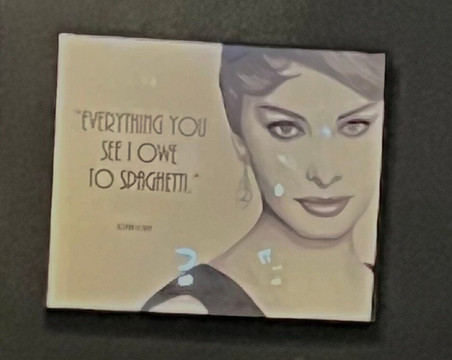 "EVERYTHING YOU
SEE I OWE
TO SPAGHETTI."